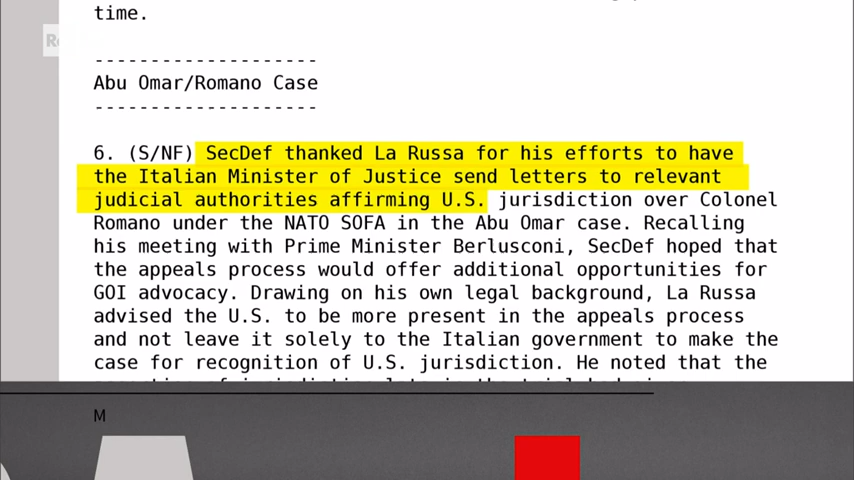 time.
Ra
--------------------
Abu Omar/Romano Case
--------------------
6. (S/NF) SecDef thanked La Russa for his efforts to have
the Italian Minister of Justice send letters to relevant
judicial authorities affirming U.S. jurisdiction over Colonel
Romano under the NATO SOFA in the Abu Omar case. Recalling
his meeting with Prime Minister Berlusconi, SecDef hoped that
the appeals process would offer additional opportunities for
GOI advocacy. Drawing on his own legal background, La Russa
advised the U.S. to be more present in the appeals process
and not leave it solely to the Italian government to make the
case for recognition of U.S. jurisdiction. He noted that the
M